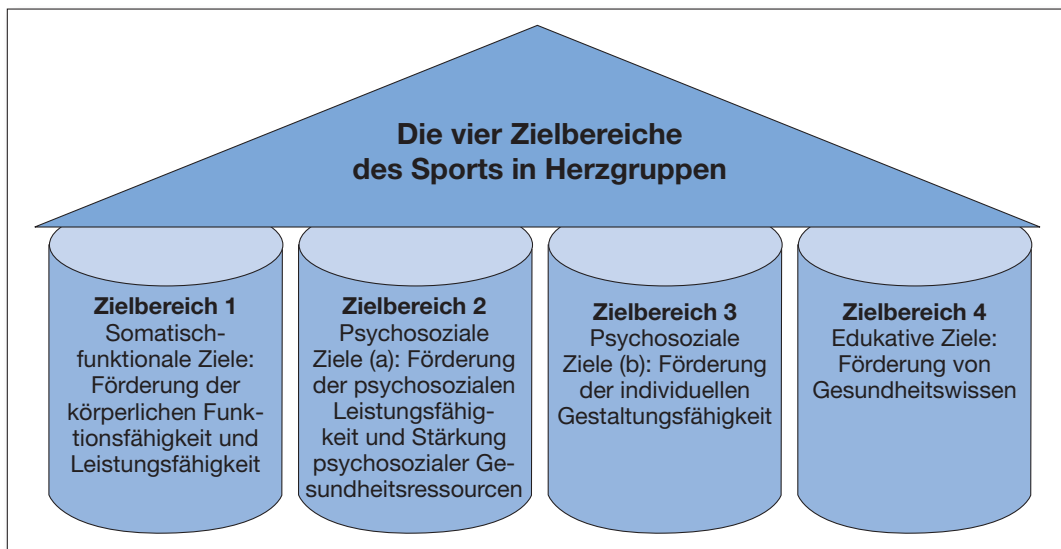 Die vier Zielbereiche
des Sports in Herzgruppen
Zielbereich 1
Somatisch-
funktionale Ziele:
Förderung der
körperlichen Funk-
tionsfähigkeit und
Leistungsfähigkeit
Zielbereich 2
Psychosoziale
Ziele (a): Förderung
der psychosozialen
Leistungsfähig-
keit und Stärkung
psychosozialer Ge-
sundheitsressourcen
Zielbereich 3
Psychosoziale
Ziele (b): Förderung
der individuellen
Gestaltungsfähigkeit
Zielbereich 4
Edukative Ziele:
Förderung von
Gesundheitswissen